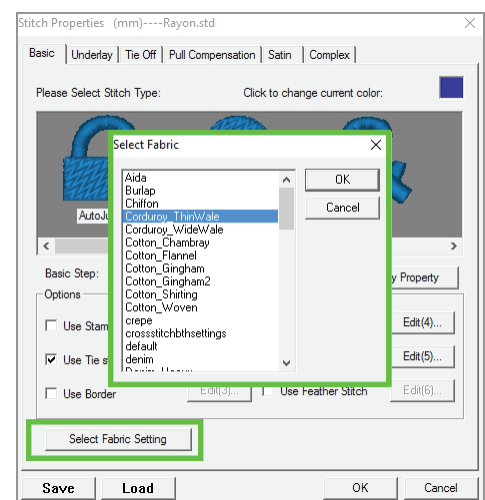 Stitch Properties (mm)----Rayon.std
Basic Underlay Tie Off Pull Compensation Satin Complex
Please Select Stitch Type: Click to change current color:
Select Fabric
Aida
Burlap
Chiffon
Corduroy_ThinWale
Corduroy_WideWale
Cotton_Chambray
Cotton_Flannel
Cotton_Gingham
Cotton_Gingham2
Cotton_Shirting
Cotton_Woven
crepe
crossstitchbthsettings
default
denim
OK
Cancel
AutoJu
Basic Step: y Property
Options
Use Stam Edit(4)...
Use Tie s Edit(5)...
Use Border Edit(3)... Use Feather Stitch Edit(6)...
Select Fabric Setting
Save Load OK Cancel